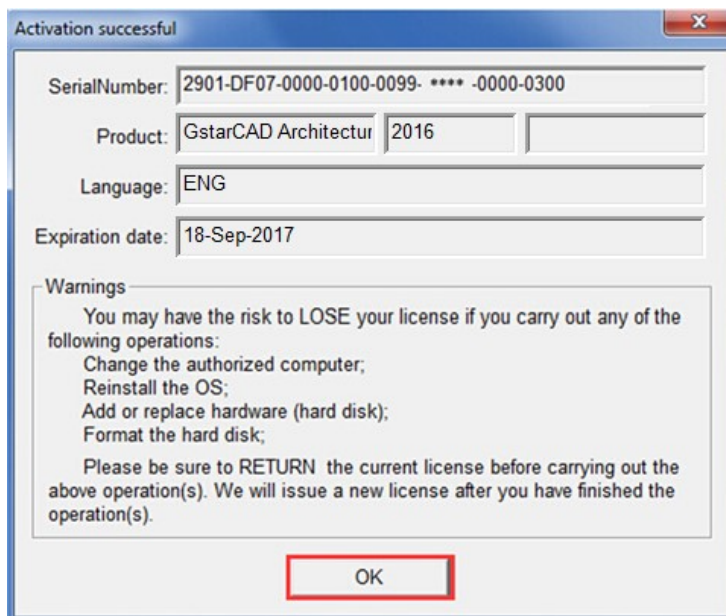 Activation successful
SerialNumber: 2901-DF07-0000-0100-0099- **** -0000-0300
Product: GstarCAD Architectur 2016
Language: ENG
Expiration date: 18-Sep-2017
Warnings
You may have the risk to LOSE your license if you carry out any of the
following operations:
Change the authorized computer;
Reinstall the OS;
Add or replace hardware (hard disk);
Format the hard disk;
Please be sure to RETURN the current license before carrying out the
above operation(s). We will issue a new license after you have finished the
operation(s).
OK